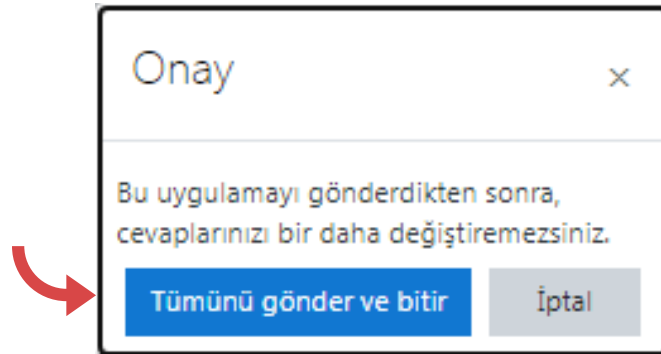 Onay
×
Bu uygulamayı gönderdikten sonra,
cevaplarınızı bir daha değiştiremezsiniz.
Tümünü gönder ve bitir
İptal